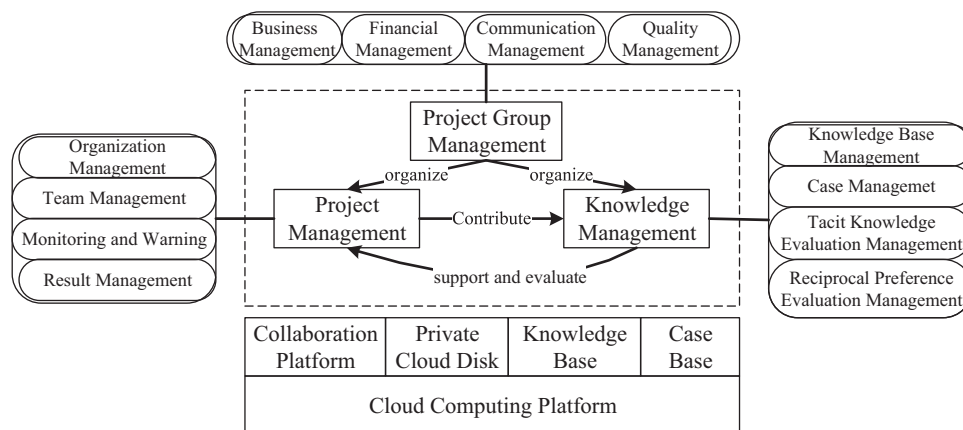 Business
Management
Financial
Management
Communication
Management
Quality
Management
Project Group
Management
organize
organize
Organization
Management
Team Management
Monitoring and Warning
Result Management
Project
Management
Contribute
Knowledge
Management
support and evaluate
Knowledge Base
Management
Case Managemet
Tacit Knowledge
Evaluation Management
Reciprocal Preference
Evaluation Management
Collaboration
Platform
Private
Cloud Disk
Knowledge
Base
Case
Base
Cloud Computing Platform